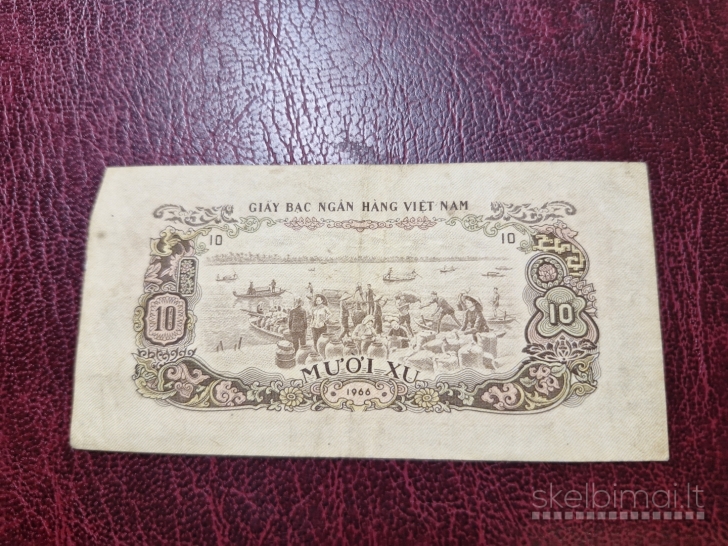 GIẤY BẠC NGÂN HÀNG VIỆT NAM
10 10
10 10
MƯỜI XU
1966
skelbimai.lt